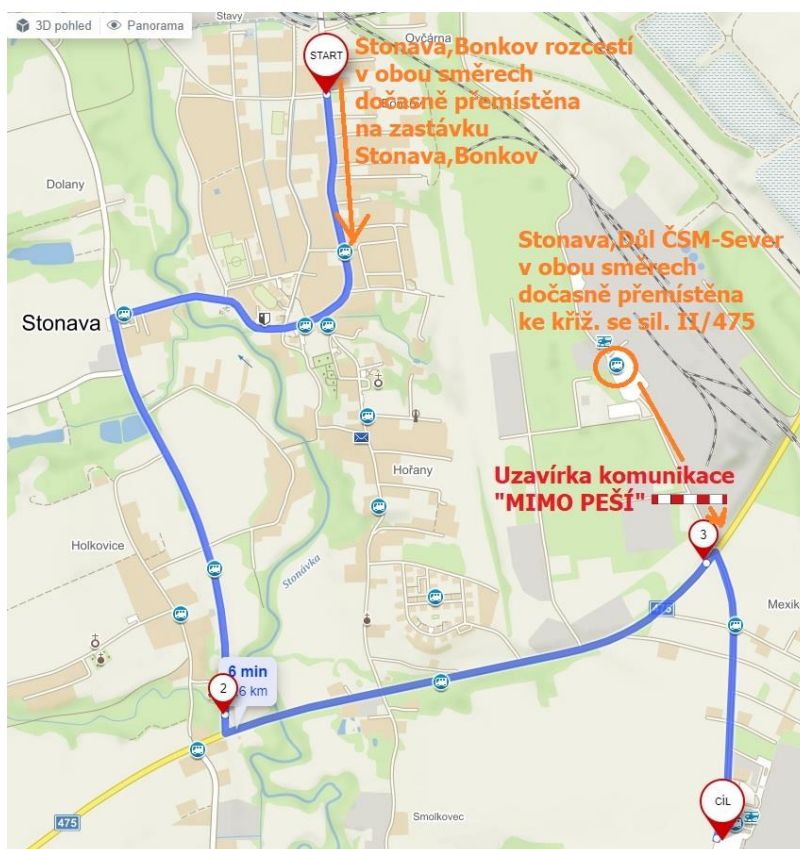 3D pohled
Panorama
Stavy
Ovčárna
START
Stonava,Bonkov rozcestí
v obou směrech
dočasně přemístěna
na zastávku
Stonava,Bonkov
Dolany
Stonava,Důl ČSM-Sever
v obou směrech
dočasně přemístěna
ke křiž. se sil. II/475
Stonava
Hořany
Uzavírka komunikace
"MIMO PEŠÍ"
3
Holkovice
Stonávka
475
Mexik
6 min
6 km
2
CÍL
475
Smolkovec